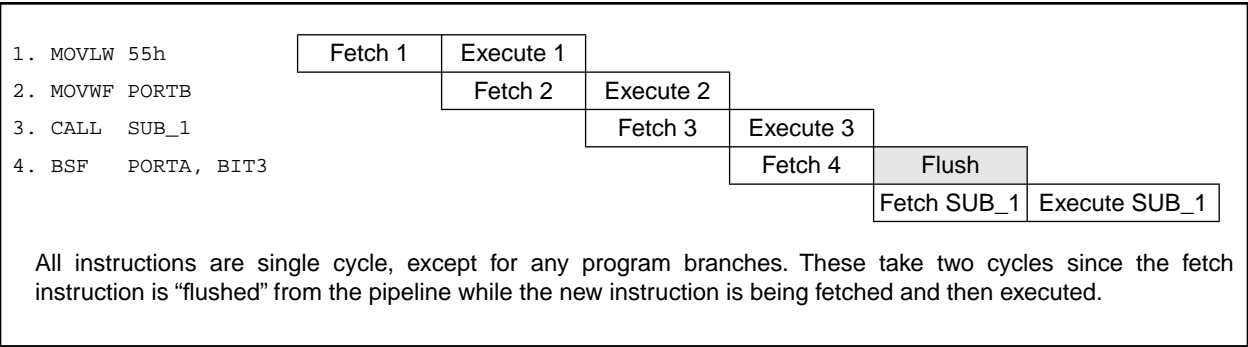 1. MOVLW 55h Fetch 1 Execute 1
2. MOVWF PORTB Fetch 2 Execute 2
3. CALL SUB_1 Fetch 3 Execute 3
4. BSF PORTA, BIT3 Fetch 4 Flush
Fetch SUB_1 Execute SUB_1
All instructions are single cycle, except for any program branches. These take two cycles since the fetch
instruction is “flushed” from the pipeline while the new instruction is being fetched and then executed.